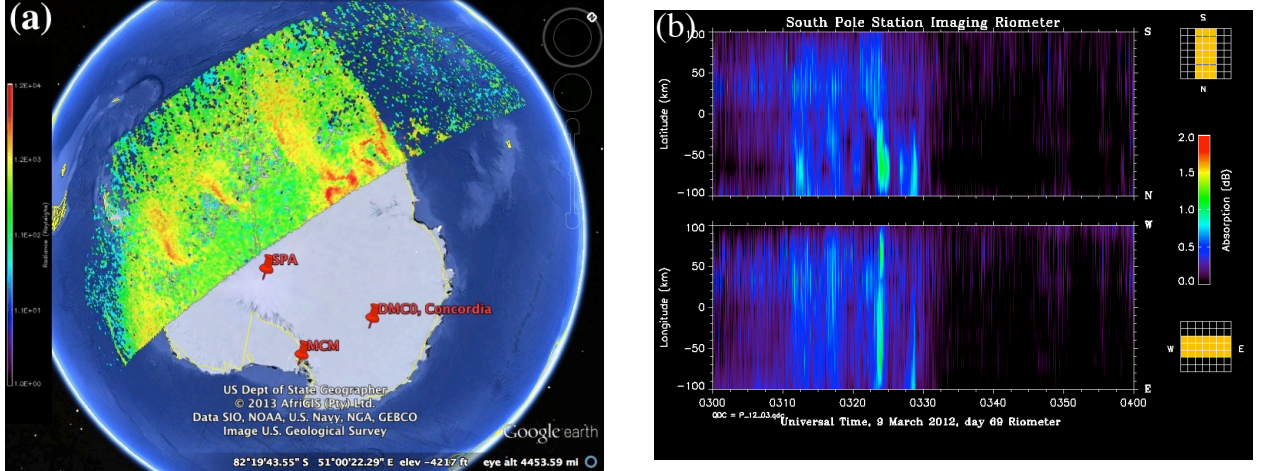 (a)
1.2E+04
1.2E+03
1.1E+02
1.1E+01
1.0E+00
SPA
DMC0, Concordia
MCM
US Dept of State Geographer
© 2013 AfriGIS (Pty) Ltd.
Data SIO, NOAA, U.S. Navy, NGA, GEBCO
Image U.S. Geological Survey
Google earth
82°19'43.55" S 51°00'22.29" E elev -4217 ft eye alt 4453.59 mi
(b)
South Pole Station Imaging Riometer
100
50
0
-50
-100
Latitude (km)
S
N
100
50
0
-50
-100
Longitude (km)
W
E
0300 0310 0320 0330 0340 0350 0400
QDC = P_12_03.qdc
Universal Time, 9 March 2012, day 69 Riometer
S
N
2.0
1.5
1.0
0.5
0.0
Absorption (dB)
W E